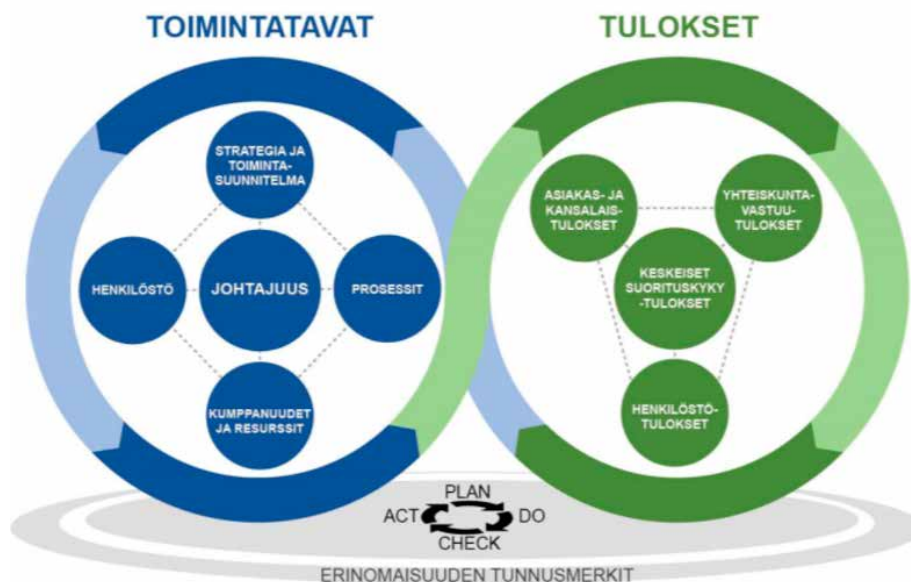 TOIMINTATAVAT
TULOKSET
STRATEGIA JA
TOIMINTA-
SUUNNITELMA
HENKILÖSTÖ
JOHTAJUUS
PROSESSIT
KUMPPANUUDET
JA RESURSSIT
ASIAKAS- JA
KANSALAIS-
TULOKSET
YHTEISKUNTA-
VASTUU-
TULOKSET
KESKEISET
SUORITUSKYKY
-TULOKSET
HENKILÖSTÖ-
TULOKSET
PLAN
ACT
DO
CHECK
ERINOMAISUUDEN TUNNUSMERKIT